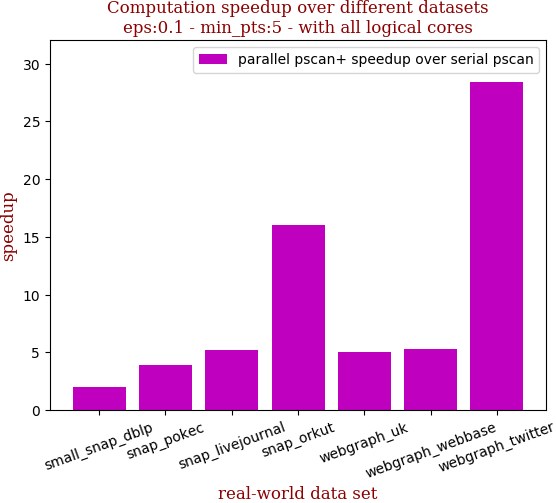 Computation speedup over different datasets
eps:0.1 - min_pts:5 - with all logical cores
parallel pscan+ speedup over serial pscan
speedup
30
25
20
15
10
5
0
small_snap_dblp
snap_pokec
snap_livejournal
snap_orkut
webgraph_uk
webgraph_webbase
webgraph_twitter
real-world data set